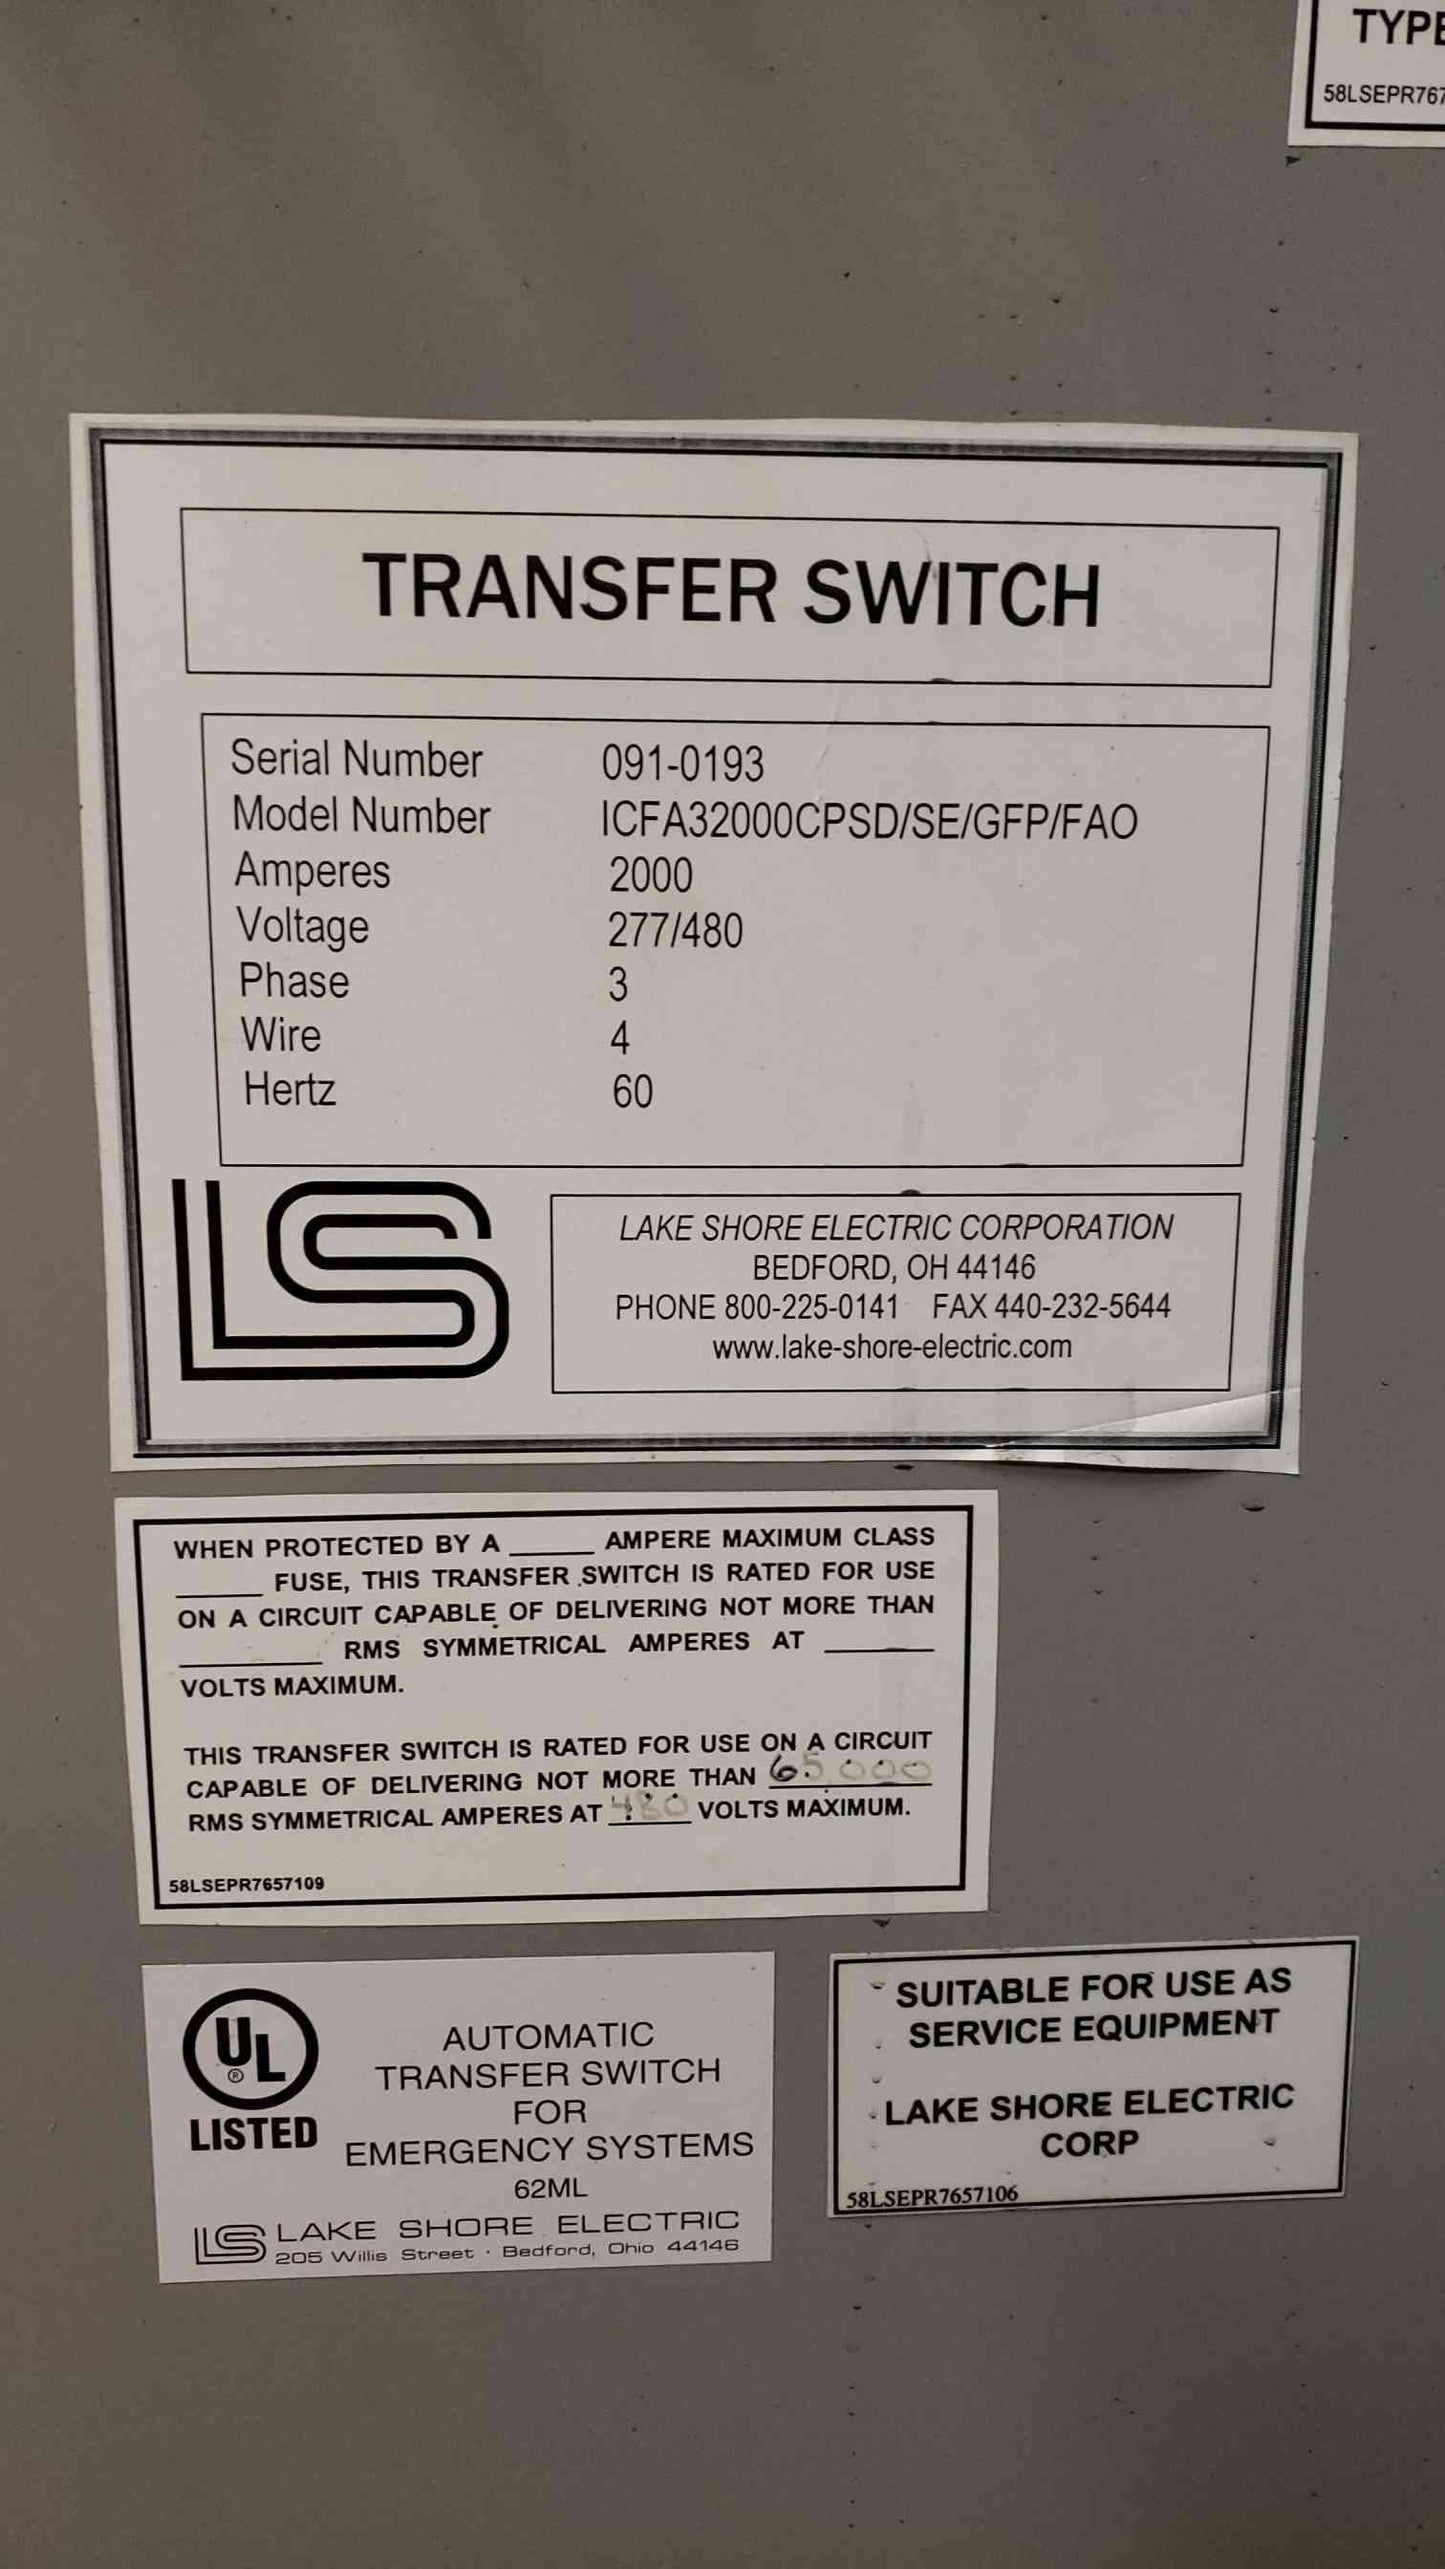 TYPE
58LSEPR767
TRANSFER SWITCH
Serial Number 091-0193
Model Number ICFA32000CPSD/SE/GFP/FAO
Amperes 2000
Voltage 277/480
Phase 3
Wire 4
Hertz 60
LS
LAKE SHORE ELECTRIC CORPORATION
BEDFORD, OH 44146
PHONE 800-225-0141 FAX 440-232-5644
www.lake-shore-electric.com
WHEN PROTECTED BY A ______ AMPERE MAXIMUM CLASS
______ FUSE, THIS TRANSFER SWITCH IS RATED FOR USE
ON A CIRCUIT CAPABLE OF DELIVERING NOT MORE THAN
__________ RMS SYMMETRICAL AMPERES AT ________
VOLTS MAXIMUM.
THIS TRANSFER SWITCH IS RATED FOR USE ON A CIRCUIT
CAPABLE OF DELIVERING NOT MORE THAN 65,000
RMS SYMMETRICAL AMPERES AT 480 VOLTS MAXIMUM.
58LSEPR7657109
UL
®
LISTED
AUTOMATIC
TRANSFER SWITCH
FOR
EMERGENCY SYSTEMS
62ML
LS LAKE SHORE ELECTRIC
205 Willis Street · Bedford, Ohio 44146
SUITABLE FOR USE AS
SERVICE EQUIPMENT
LAKE SHORE ELECTRIC
CORP
58LSEPR7657106